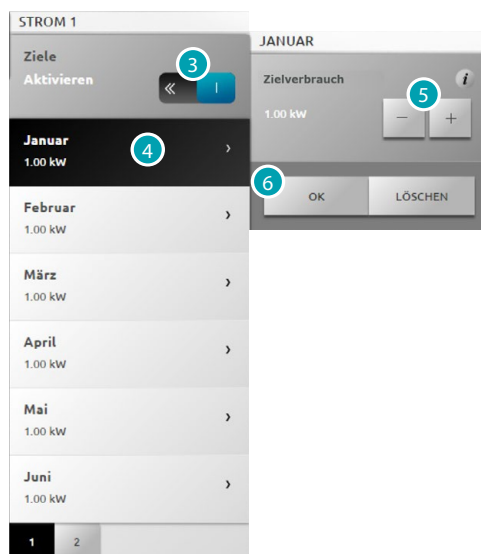 STROM 1
Ziele
Aktivieren
3
Januar
1.00 kW
4
Februar
1.00 kW
März
1.00 kW
April
1.00 kW
Mai
1.00 kW
Juni
1.00 kW
1 2
JANUAR
Zielverbrauch i
5
1.00 kW − +
6
OK LÖSCHEN